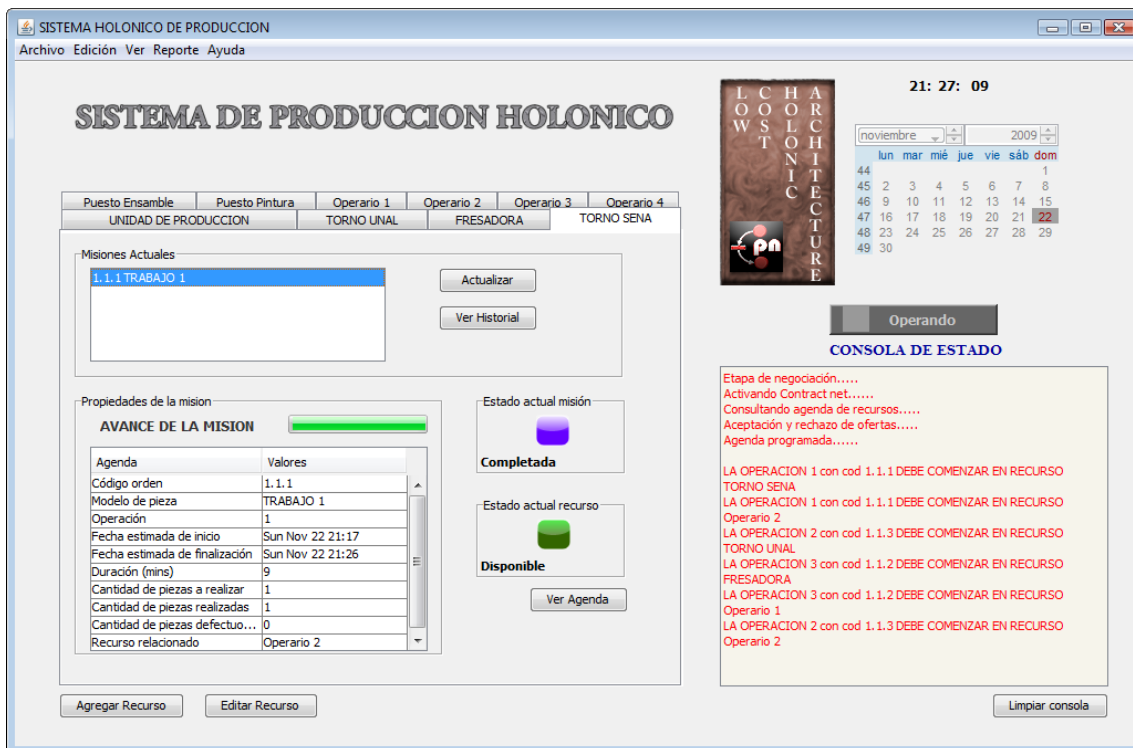 SISTEMA HOLONICO DE PRODUCCION
Archivo Edición Ver Reporte Ayuda
SISTEMA DE PRODUCCION HOLONICO
Puesto Ensamble Puesto Pintura Operario 1 Operario 2 Operario 3 Operario 4
UNIDAD DE PRODUCCION TORNO UNAL FRESADORA TORNO SENA
Misiones Actuales
1.1.1 TRABAJO 1
Actualizar
Ver Historial
Propiedades de la mision
AVANCE DE LA MISION
Agenda Valores
Código orden 1.1.1
Modelo de pieza TRABAJO 1
Operación 1
Fecha estimada de inicio Sun Nov 22 21:17
Fecha estimada de finalización Sun Nov 22 21:26
Duración (mins) 9
Cantidad de piezas a realizar 1
Cantidad de piezas realizadas 1
Cantidad de piezas defectuo... 0
Recurso relacionado Operario 2
Estado actual misión
Completada
Estado actual recurso
Disponible
Ver Agenda
Agregar Recurso Editar Recurso
LOW COST HOLONIC ARCHITECTURE
pn
21: 27: 09
noviembre 2009
lun mar mié jue vie sáb dom
44 1
45 2 3 4 5 6 7 8
46 9 10 11 12 13 14 15
47 16 17 18 19 20 21 22
48 23 24 25 26 27 28 29
49 30
Operando
CONSOLA DE ESTADO
Etapa de negociación.....
Activando Contract net......
Consultando agenda de recursos.....
Aceptación y rechazo de ofertas.....
Agenda programada......
LA OPERACION 1 con cod 1.1.1 DEBE COMENZAR EN RECURSO
TORNO SENA
LA OPERACION 1 con cod 1.1.1 DEBE COMENZAR EN RECURSO
Operario 2
LA OPERACION 2 con cod 1.1.3 DEBE COMENZAR EN RECURSO
TORNO UNAL
LA OPERACION 3 con cod 1.1.2 DEBE COMENZAR EN RECURSO
FRESADORA
LA OPERACION 3 con cod 1.1.2 DEBE COMENZAR EN RECURSO
Operario 1
LA OPERACION 2 con cod 1.1.3 DEBE COMENZAR EN RECURSO
Operario 2
Limpiar consola